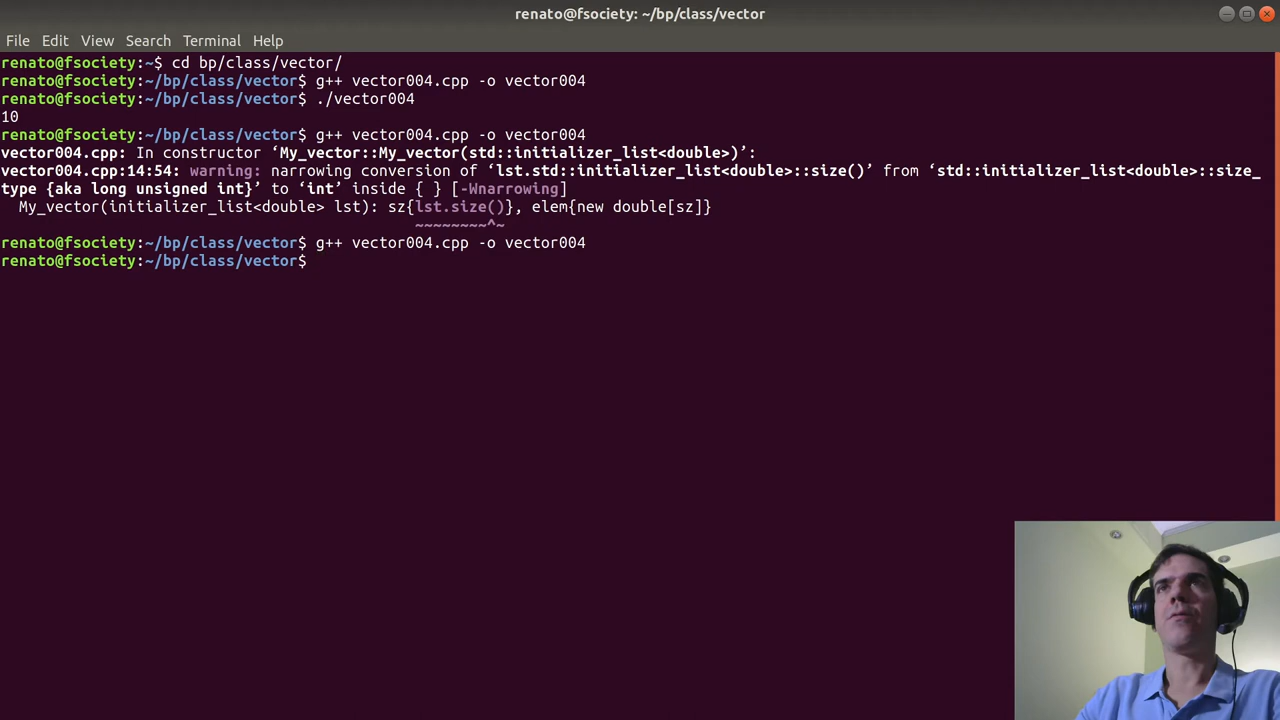 renato@fsociety: ~/bp/class/vector
File Edit View Search Terminal Help
renato@fsociety:~$ cd bp/class/vector/
renato@fsociety:~/bp/class/vector$ g++ vector004.cpp -o vector004
renato@fsociety:~/bp/class/vector$ ./vector004
10
renato@fsociety:~/bp/class/vector$ g++ vector004.cpp -o vector004
vector004.cpp: In constructor ‘My_vector::My_vector(std::initializer_list<double>)’:
vector004.cpp:14:54: warning: narrowing conversion of ‘lst.std::initializer_list<double>::size()’ from ‘std::initializer_list<double>::size_
type {aka long unsigned int}’ to ‘int’ inside { } [-Wnarrowing]
  My_vector(initializer_list<double> lst): sz{lst.size()}, elem{new double[sz]}
                                              ~~~~~~~~^~
renato@fsociety:~/bp/class/vector$ g++ vector004.cpp -o vector004
renato@fsociety:~/bp/class/vector$